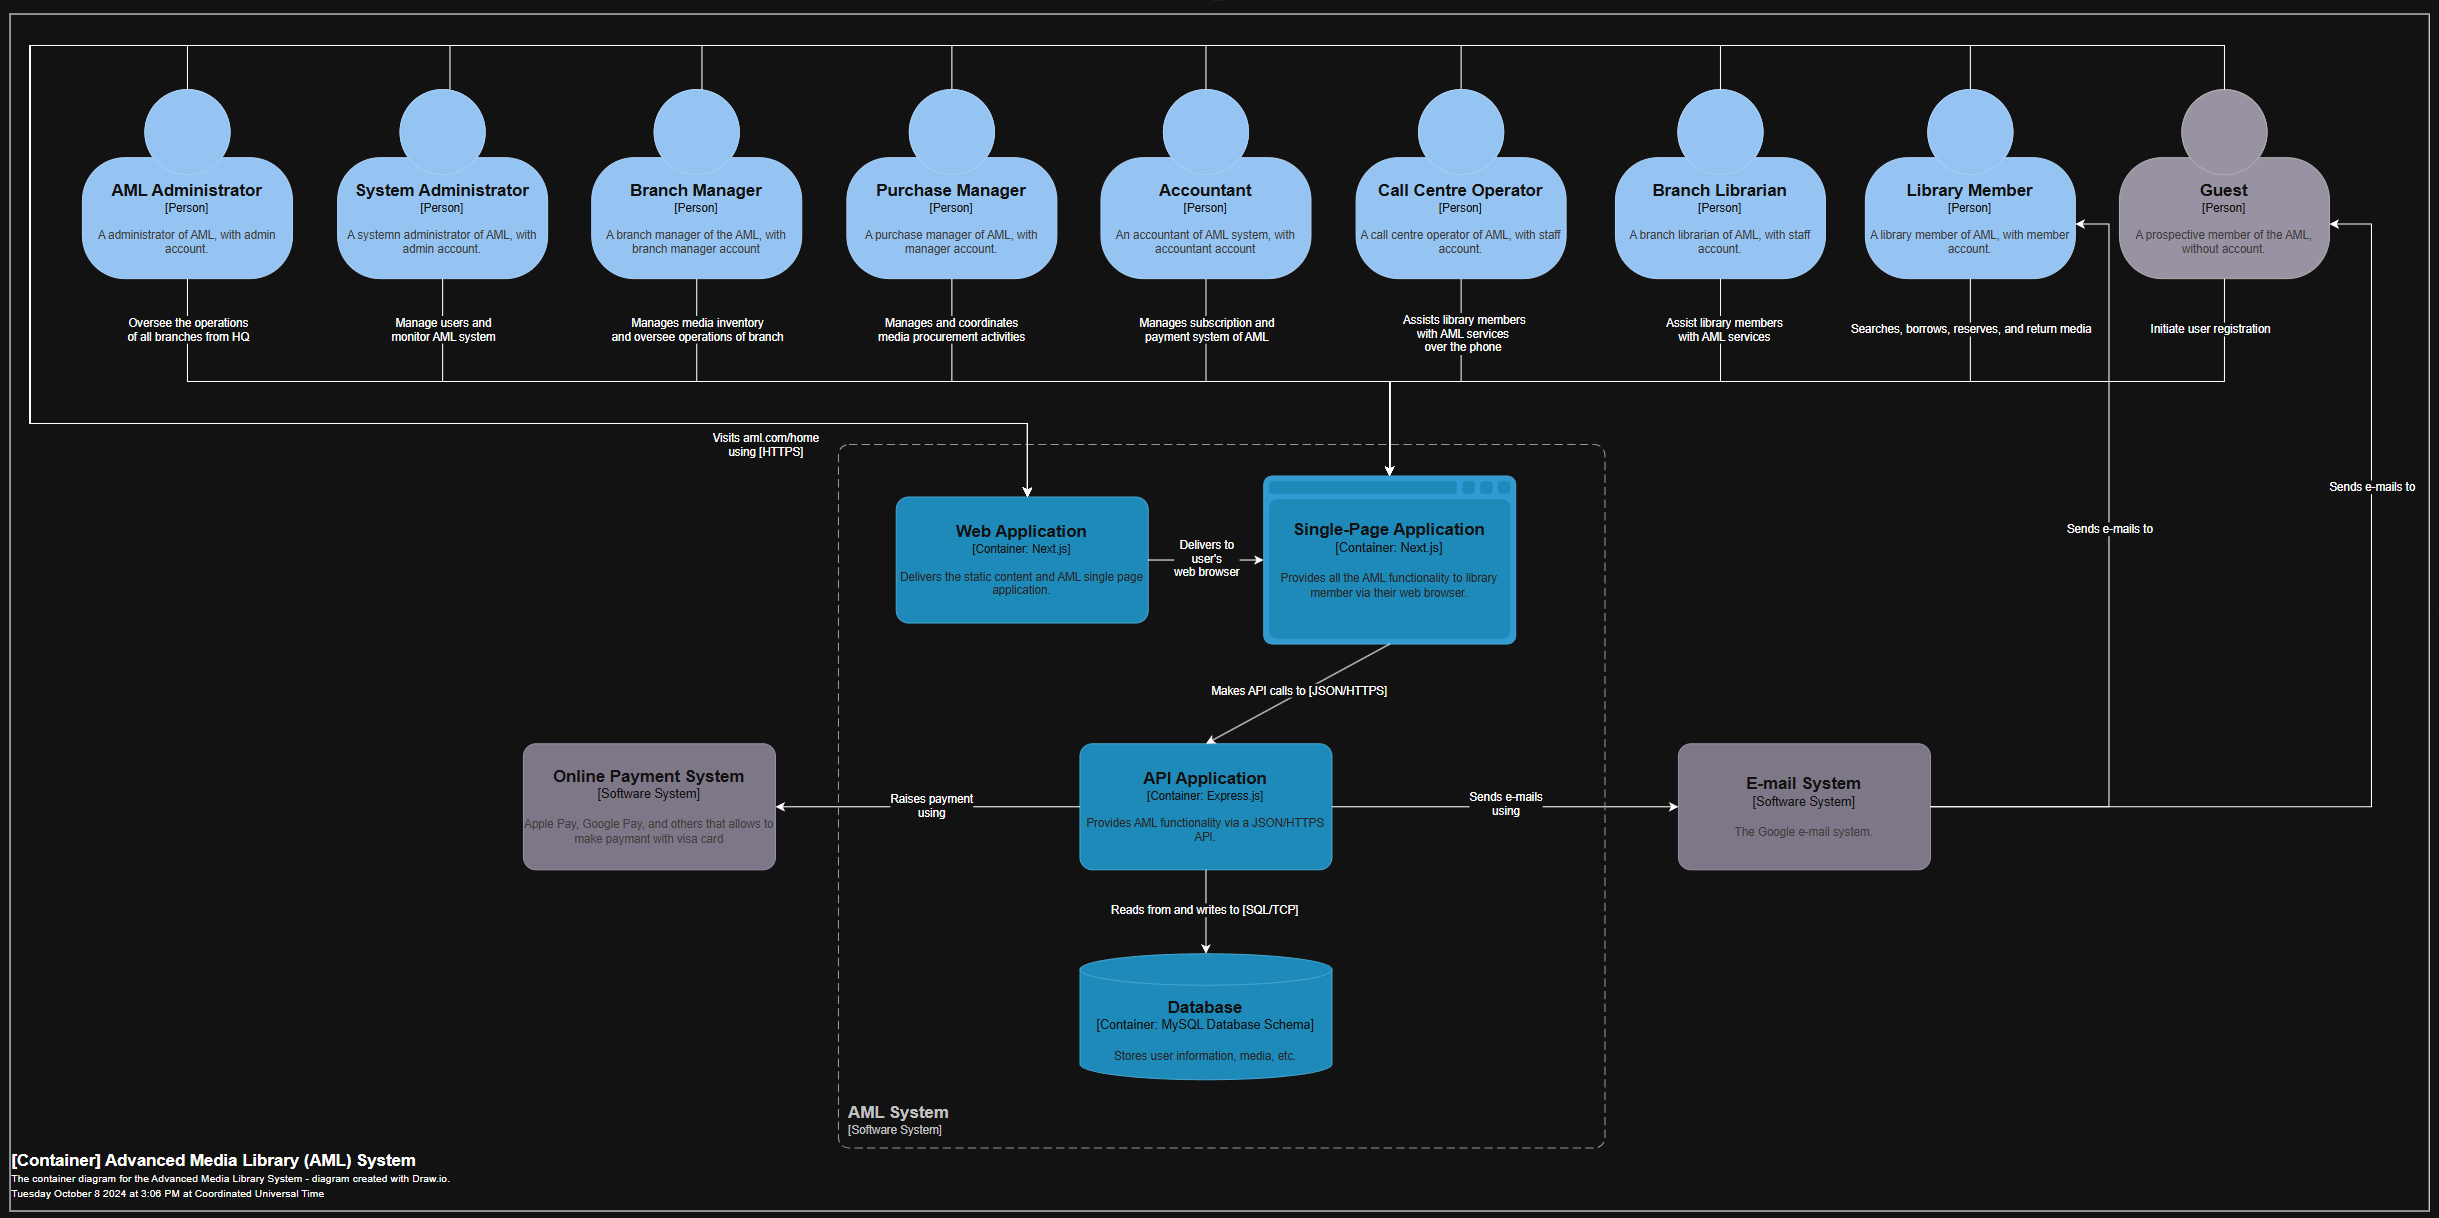 AML Administrator
[Person]
A administrator of AML, with admin
account.
System Administrator
[Person]
A systemn administrator of AML, with
admin account.
Branch Manager
[Person]
A branch manager of the AML, with
branch manager account
Purchase Manager
[Person]
A purchase manager of AML, with
manager account.
Accountant
[Person]
An accountant of AML system, with
accountant account
Call Centre Operator
[Person]
A call centre operator of AML, with staff
account.
Branch Librarian
[Person]
A branch librarian of AML, with staff
account.
Library Member
[Person]
A library member of AML, with member
account.
Guest
[Person]
A prospective member of the AML,
without account.
Oversee the operations
of all branches from HQ
Manage users and
monitor AML system
Manages media inventory
and oversee operations of branch
Manages and coordinates
media procurement activities
Manages subscription and
payment system of AML
Assists library members
with AML services
over the phone
Assist library members
with AML services
Searches, borrows, reserves, and return media
Initiate user registration
Visits aml.com/home
using [HTTPS]
Web Application
[Container: Next.js]
Delivers the static content and AML single page
application.
Delivers to
user's
web browser
Single-Page Application
[Container: Next.js]
Provides all the AML functionality to library
member via their web browser.
Sends e-mails to
Sends e-mails to
Makes API calls to [JSON/HTTPS]
Online Payment System
[Software System]
Apple Pay, Google Pay, and others that allows to
make paymant with visa card
Raises payment
using
API Application
[Container: Express.js]
Provides AML functionality via a JSON/HTTPS
API.
Sends e-mails
using
E-mail System
[Software System]
The Google e-mail system.
Reads from and writes to [SQL/TCP]
Database
[Container: MySQL Database Schema]
Stores user information, media, etc.
AML System
[Software System]
[Container] Advanced Media Library (AML) System
The container diagram for the Advanced Media Library System - diagram created with Draw.io.
Tuesday October 8 2024 at 3:06 PM at Coordinated Universal Time